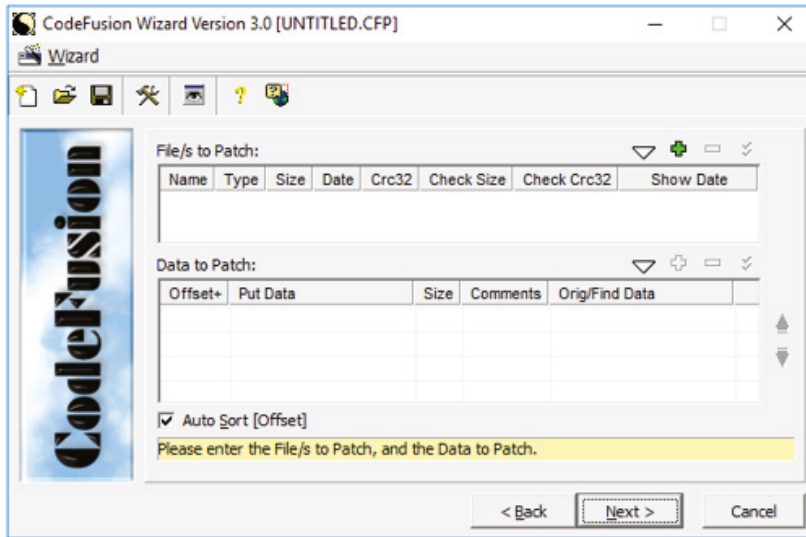 CodeFusion Wizard Version 3.0 [UNTITLED.CFP]
Wizard
CodeFusion
File/s to Patch:
Name Type Size Date Crc32 Check Size Check Crc32 Show Date
Data to Patch:
Offset+ Put Data Size Comments Orig/Find Data
Auto Sort [Offset]
Please enter the File/s to Patch, and the Data to Patch.
< Back Next > Cancel